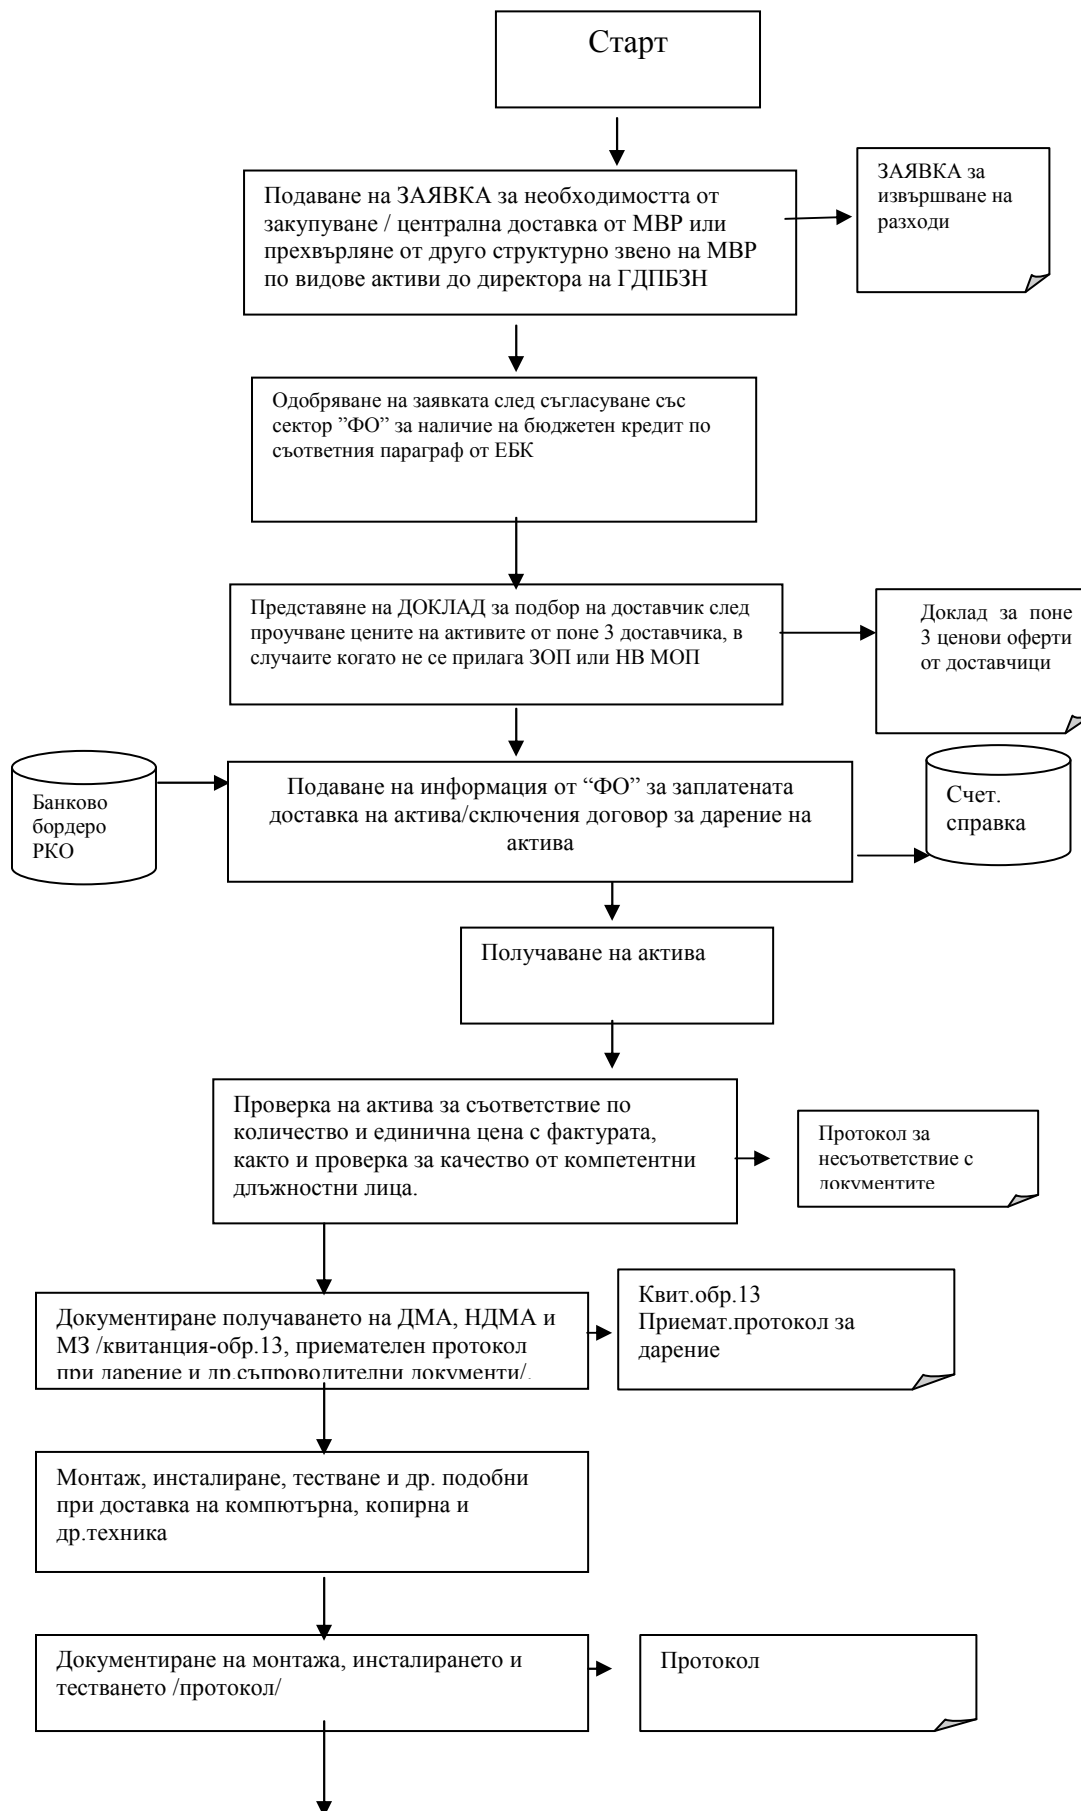 Старт
Подаване на ЗАЯВКА за необходимостта от
закупуване / централна доставка от МВР или
прехвърляне от друго структурно звено на МВР
по видове активи до директора на ГДПБЗН
ЗАЯВКА за
извършване на
разходи
Одобряване на заявката след съгласуване със
сектор ”ФО” за наличие на бюджетен кредит по
съответния параграф от ЕБК
Представяне на ДОКЛАД за подбор на доставчик след
проучване цените на активите от поне 3 доставчика, в
случаите когато не се прилага ЗОП или НВ МОП
Доклад за поне
3 ценови оферти
от доставчици
Банково
бордеро
РКО
Подаване на информация от “ФО” за заплатената
доставка на актива/сключения договор за дарение на
актива
Счет.
справка
Получаване на актива
Проверка на актива за съответствие по
количество и единична цена с фактурата,
както и проверка за качество от компетентни
длъжностни лица.
Протокол за
несъответствие с
документите
Документиране получаването на ДМА, НДМА и
МЗ /квитанция-обр.13, приемателен протокол
при дарение и др.съпроводителни документи/.
Квит.обр.13
Приемат.протокол за
дарение
Монтаж, инсталиране, тестване и др. подобни
при доставка на компютърна, копирна и
др.техника
Документиране на монтажа, инсталирането и
тестването /протокол/
Протокол